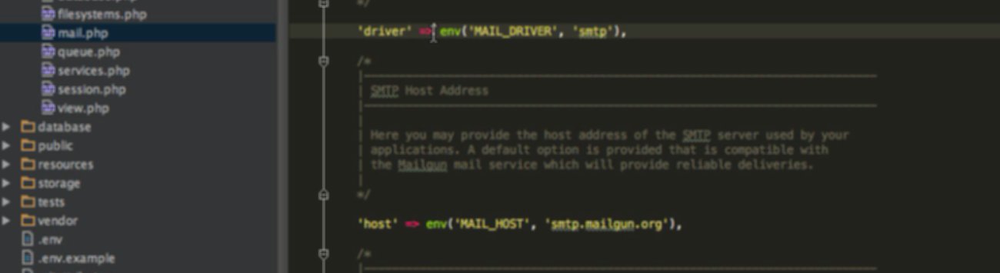 filesystems.php
mail.php
queue.php
services.php
session.php
view.php
database
public
resources
storage
tests
vendor
.env
.env.example
*/
'driver' => env('MAIL_DRIVER', 'smtp'),
/*
| SMTP Host Address
| Here you may provide the host address of the SMTP server used by your
| applications. A default option is provided that is compatible with
| the Mailgun mail service which will provide reliable deliveries.
|
*/
'host' => env('MAIL_HOST', 'smtp.mailgun.org'),
/*